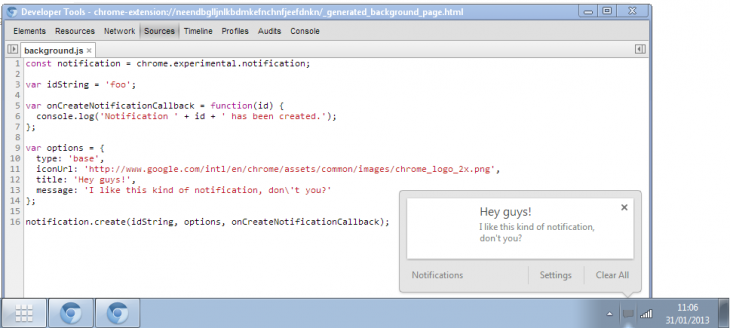 Developer Tools - chrome-extension://neendbglljnlkbdmkefnchnfjeefdnkn/_generated_background_page.html
Elements Resources Network Sources Timeline Profiles Audits Console
background.js ×
1 const notification = chrome.experimental.notification;
2
3 var idString = 'foo';
4
5 var onCreateNotificationCallback = function(id) {
6   console.log('Notification ' + id + ' has been created.');
7 };
8
9 var options = {
10   type: 'base',
11   iconUrl: 'http://www.google.com/intl/en/chrome/assets/common/images/chrome_logo_2x.png',
12   title: 'Hey guys!',
13   message: 'I like this kind of notification, don\'t you?'
14 };
15
16 notification.create(idString, options, onCreateNotificationCallback);
Hey guys!
I like this kind of notification,
don't you?
Notifications Settings Clear All
11:06
31/01/2013